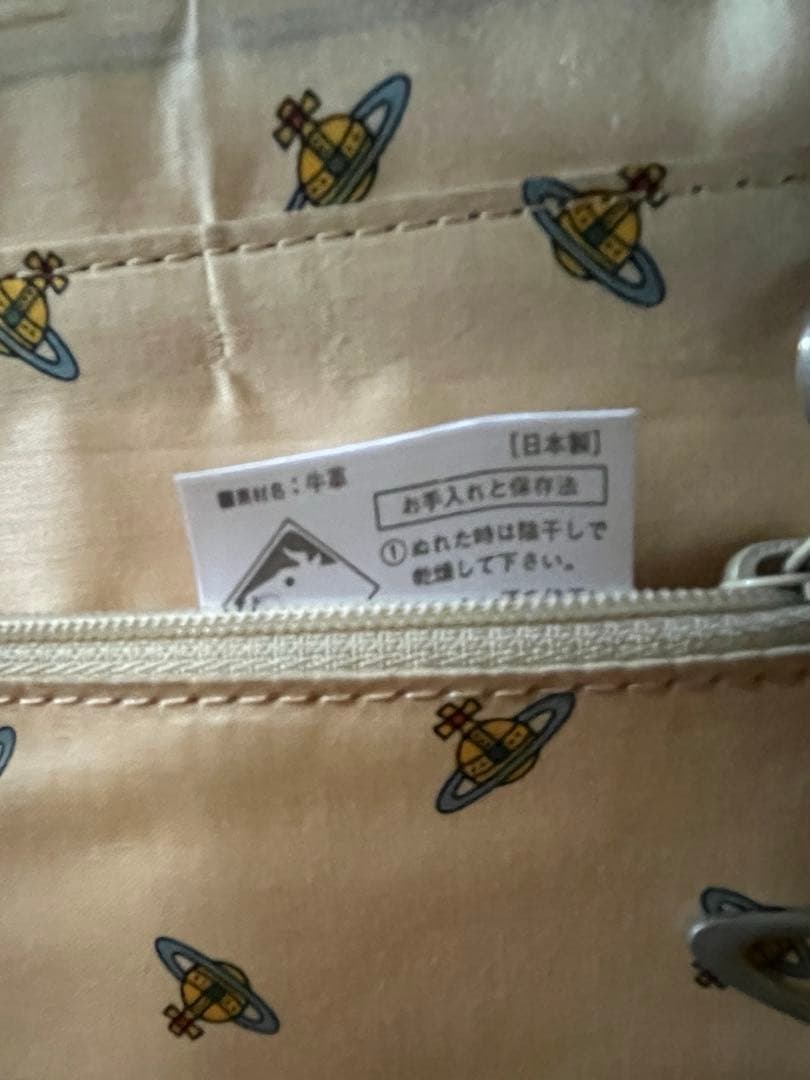 [日本製]
■素材名：牛革
お手入れと保存法
①ぬれた時は陰干しで
乾燥して下さい。